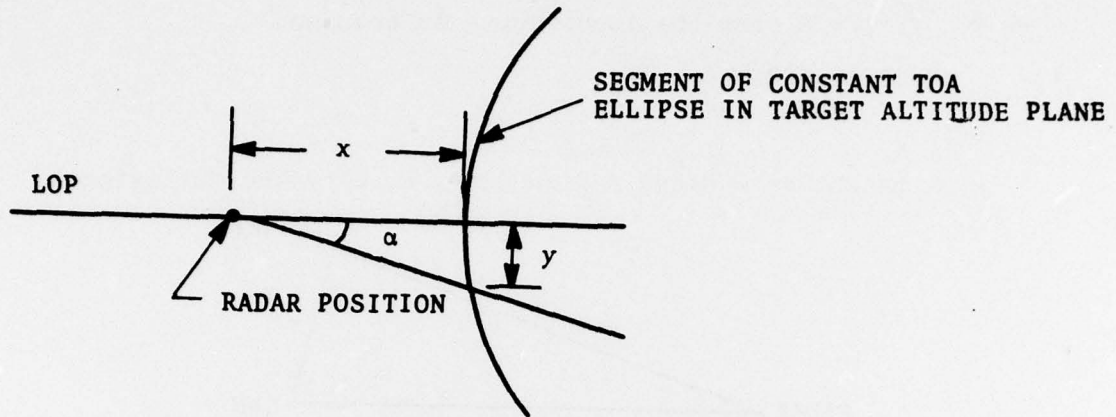 SEGMENT OF CONSTANT TOA
ELLIPSE IN TARGET ALTITUDE PLANE
x
LOP
α
y
RADAR POSITION